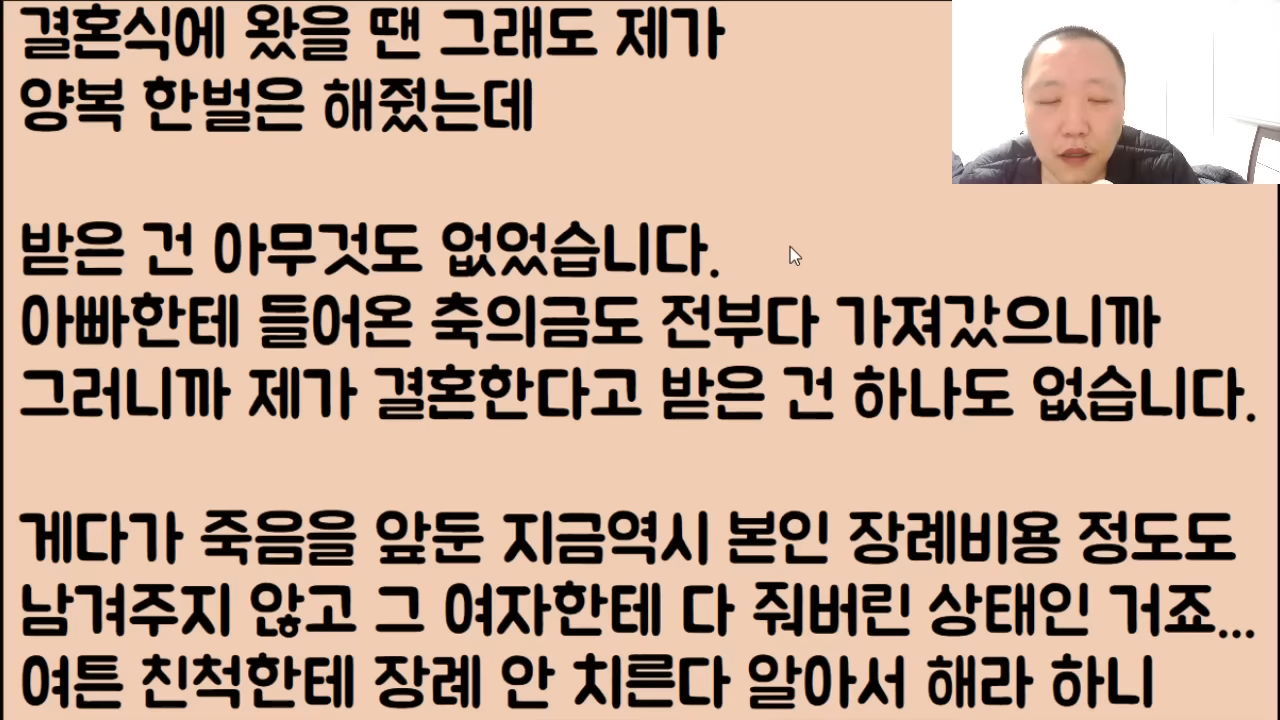 결혼식에 왔을 땐 그래도 제가
양복 한벌은 해줬는데
받은 건 아무것도 없었습니다.
아빠한테 들어온 축의금도 전부다 가져갔으니까
그러니까 제가 결혼한다고 받은 건 하나도 없습니다.
게다가 죽음을 앞둔 지금역시 본인 장례비용 정도도
남겨주지 않고 그 여자한테 다 줘버린 상태인 거죠...
여튼 친척한테 장례 안 치른다 알아서 해라 하니